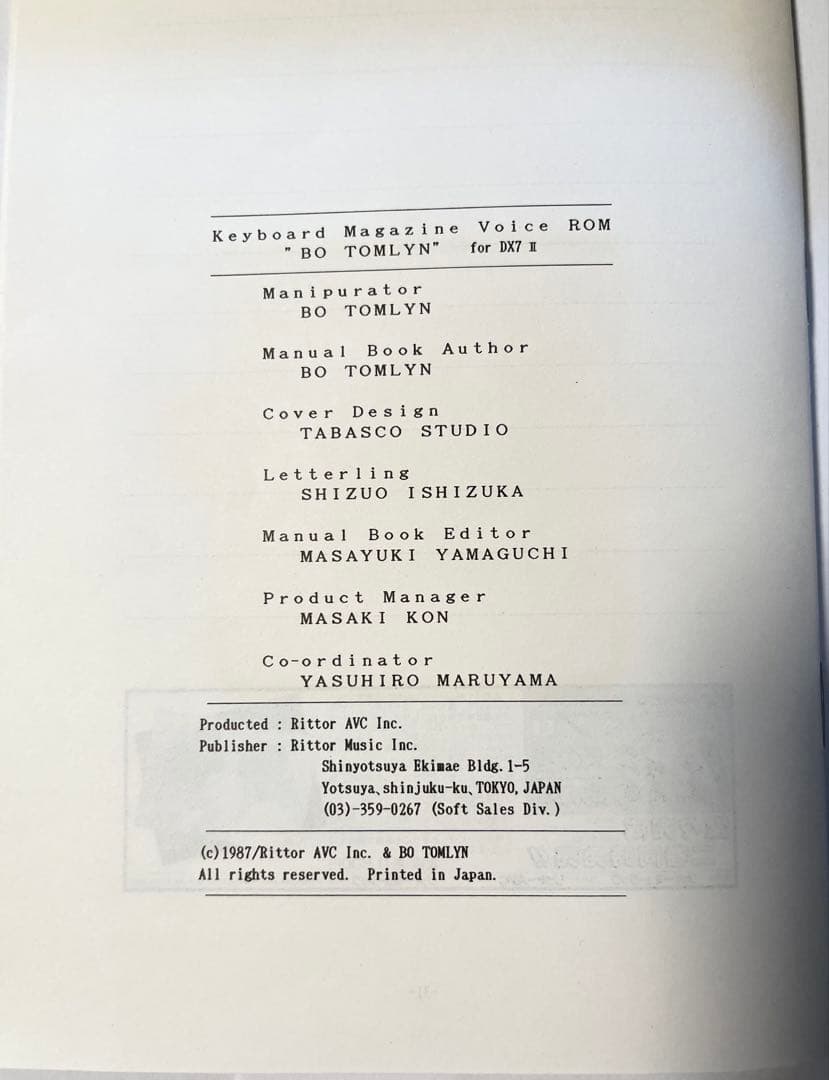 Keyboard Magazine Voice ROM
"BO TOMLYN" for DX7 Ⅱ
Manipurator
BO TOMLYN
Manual Book Author
BO TOMLYN
Cover Design
TABASCO STUDIO
Letterling
SHIZUO ISHIZUKA
Manual Book Editor
MASAYUKI YAMAGUCHI
Product Manager
MASAKI KON
Co-ordinator
YASUHIRO MARUYAMA
Producted : Rittor AVC Inc.
Publisher : Rittor Music Inc.
Shinyotsuya Ekimae Bldg. 1-5
Yotsuya、shinjuku-ku、TOKYO, JAPAN
(03)-359-0267 (Soft Sales Div.)
(c)1987/Rittor AVC Inc. & BO TOMLYN
All rights reserved. Printed in Japan.